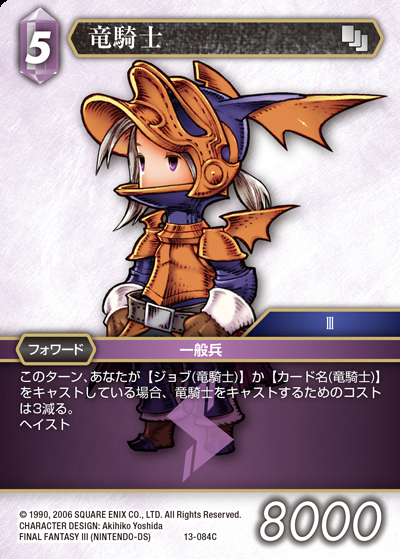 5
竜騎士
III
フォワード
一般兵
このターン、あなたが【ジョブ(竜騎士)】か【カード名(竜騎士)】
をキャストしている場合、竜騎士をキャストするためのコスト
は3減る。
ヘイスト
© 1990, 2006 SQUARE ENIX CO., LTD. All Rights Reserved.
CHARACTER DESIGN: Akihiko Yoshida
FINAL FANTASY III (NINTENDO-DS)
13-084C
8000